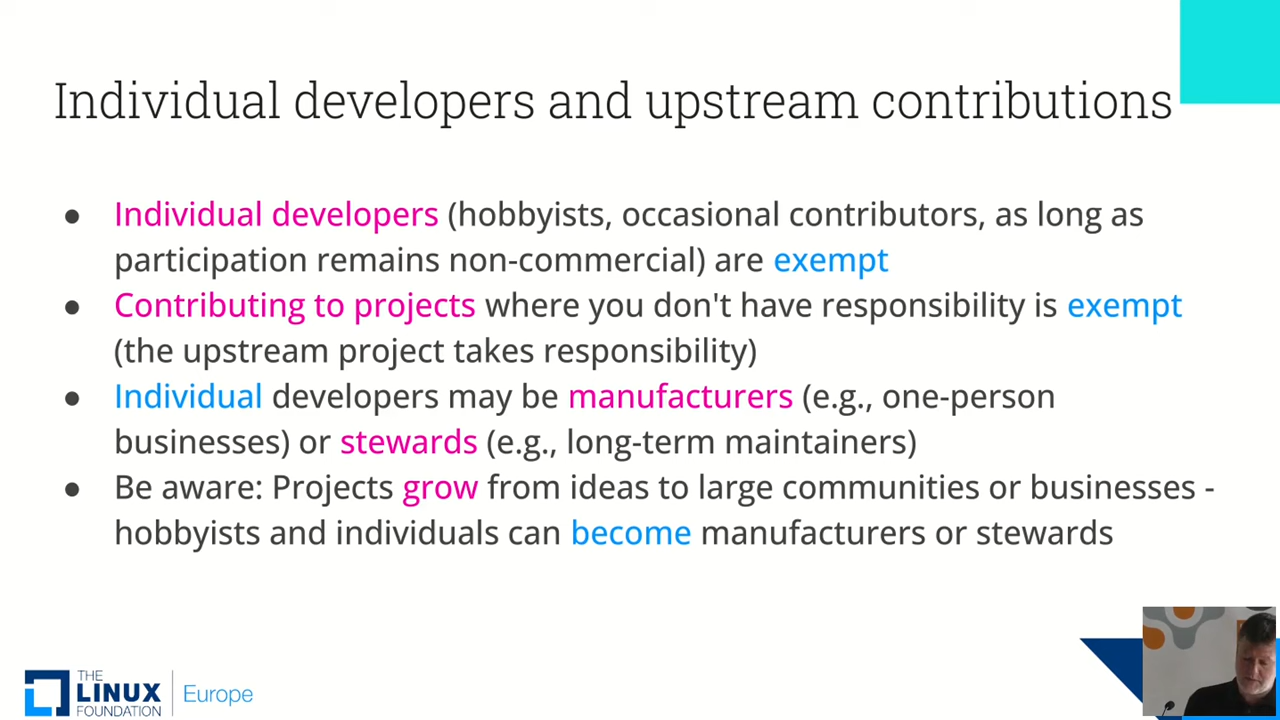 Individual developers and upstream contributions
● Individual developers (hobbyists, occasional contributors, as long as
participation remains non-commercial) are exempt
● Contributing to projects where you don't have responsibility is exempt
(the upstream project takes responsibility)
● Individual developers may be manufacturers (e.g., one-person
businesses) or stewards (e.g., long-term maintainers)
● Be aware: Projects grow from ideas to large communities or businesses -
hobbyists and individuals can become manufacturers or stewards
THE
LINUX
FOUNDATION
Europe